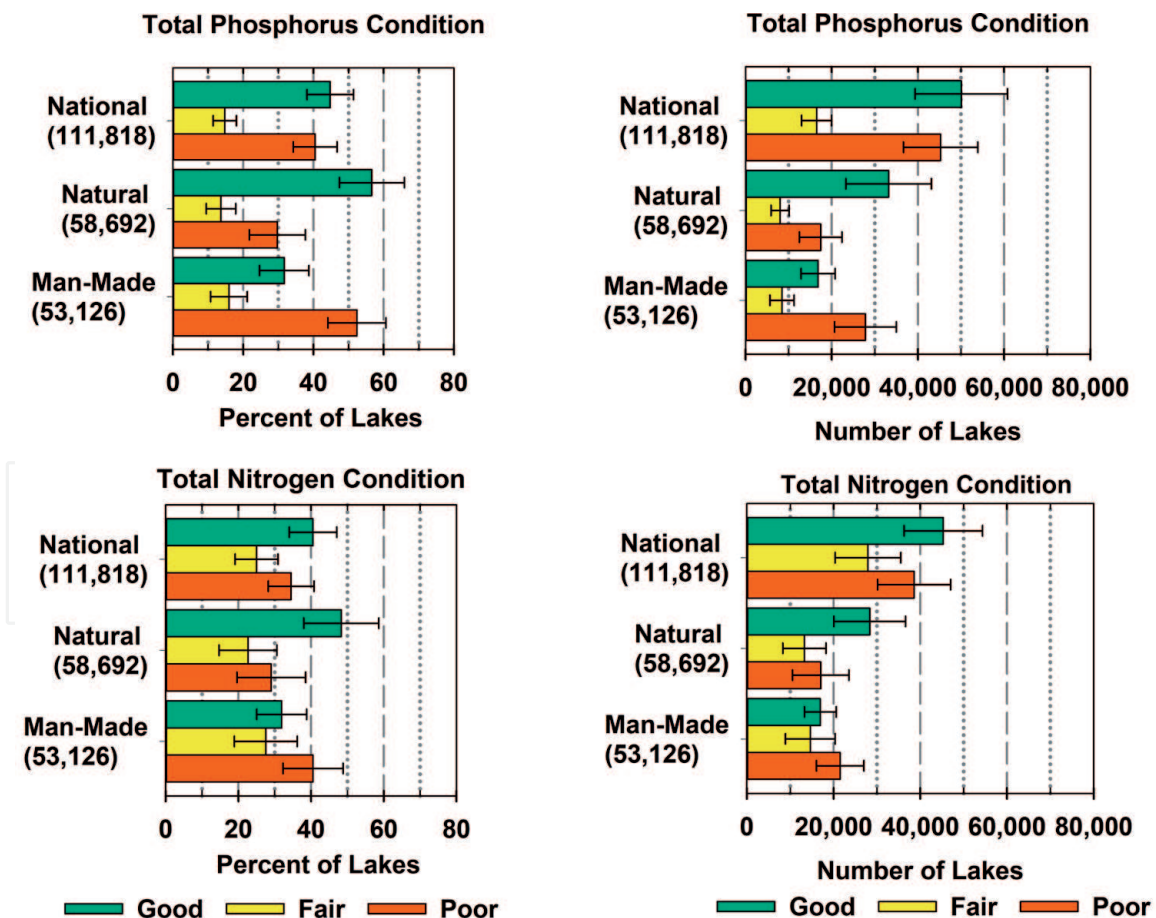 Total Phosphorus Condition
National
(111,818)
Natural
(58,692)
Man-Made
(53,126)
0 20 40 60 80
Percent of Lakes
Total Phosphorus Condition
National
(111,818)
Natural
(58,692)
Man-Made
(53,126)
0 20,000 40,000 60,000 80,000
Number of Lakes
Total Nitrogen Condition
National
(111,818)
Natural
(58,692)
Man-Made
(53,126)
0 20 40 60 80
Percent of Lakes
Good Fair Poor
Total Nitrogen Condition
National
(111,818)
Natural
(58,692)
Man-Made
(53,126)
0 20,000 40,000 60,000 80,000
Number of Lakes
Good Fair Poor